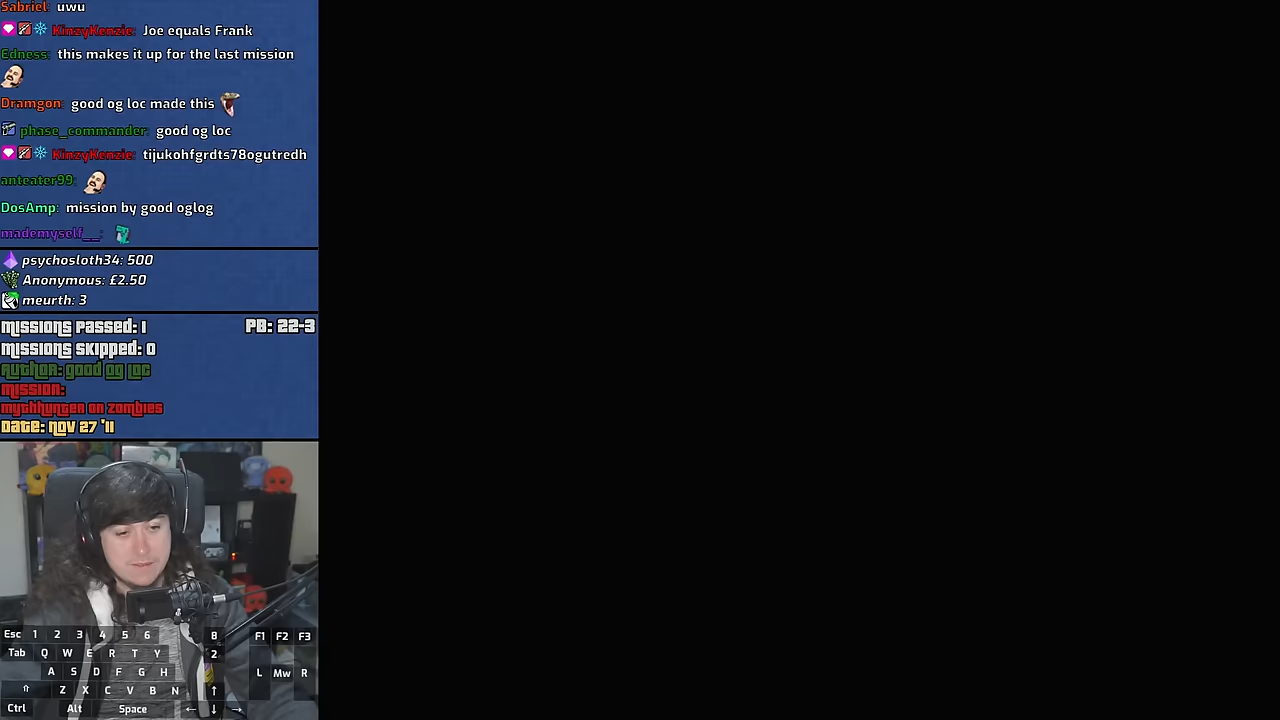 Sabriel: uwu
KinzyKenzie: Joe equals Frank
Edness: this makes it up for the last mission
Dramgon: good og loc made this
phase_commander: good og loc
KinzyKenzie: tijukohfgrdts78ogutredh
anteater99:
DosAmp: mission by good oglog
mademyself__:
psychosloth34: 500
Anonymous: £2.50
meurth: 3
Missions Passed: 1 PB: 22-3
Missions Skipped: 0
Author: good og loc
Mission:
mythhunter on zombies
Date: Nov 27 '11
Esc 1 2 3 4 5 6 8 F1 F2 F3
Tab Q W E R T Y 2
A S D F G H L Mw R
⇧ Z X C V B N ↑
Ctrl Alt Space ← ↓ →